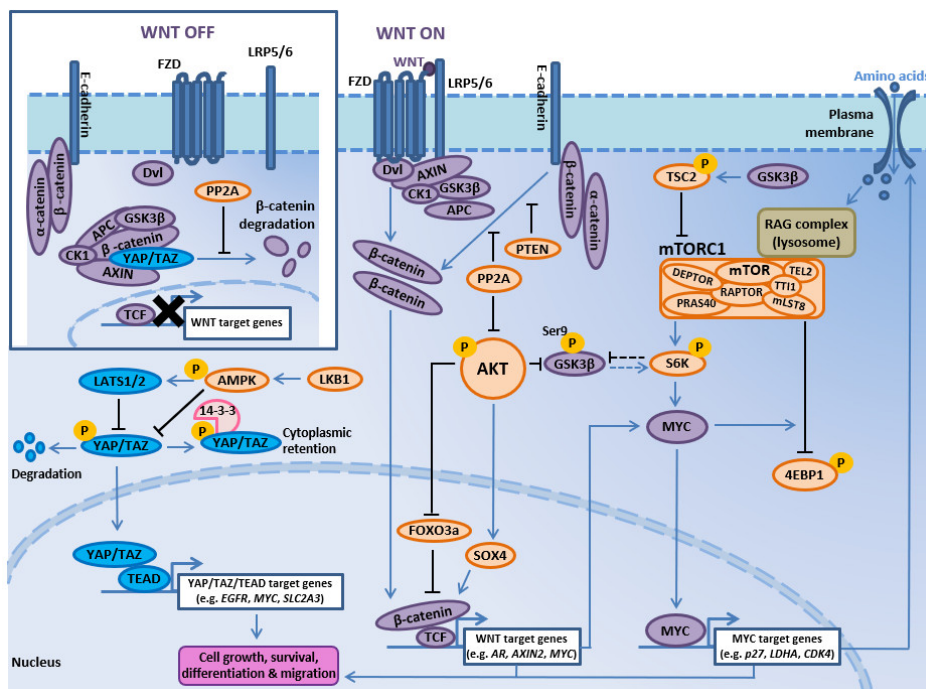 WNT OFF
FZD
LRP5/6
E-cadherin
Dvl
α-catenin
β-catenin
PP2A
β-catenin
degradation
GSK3β
APC
β-catenin
YAP/TAZ
CK1
AXIN
TCF
WNT target genes
WNT ON
WNT
FZD
LRP5/6
E-cadherin
Amino acids
Plasma
membrane
Dvl
AXIN
CK1
GSK3β
APC
β-catenin
α-catenin
P
TSC2
GSK3β
RAG complex
(lysosome)
mTORC1
PTEN
β-catenin
β-catenin
PP2A
DEPTOR
mTOR
TEL2
TTI1
RAPTOR
PRAS40
mLST8
P
AKT
Ser9
P
GSK3β
P
S6K
P
LATS1/2
AMPK
LKB1
14-3-3
P
YAP/TAZ
P
YAP/TAZ
Cytoplasmic
retention
Degradation
MYC
P
4EBP1
FOXO3a
SOX4
YAP/TAZ
TEAD
YAP/TAZ/TEAD target genes
(e.g. EGFR, MYC, SLC2A3)
β-catenin
TCF
WNT target genes
(e.g. AR, AXIN2, MYC)
MYC
MYC target genes
(e.g. p27, LDHA, CDK4)
Nucleus
Cell growth, survival,
differentiation & migration